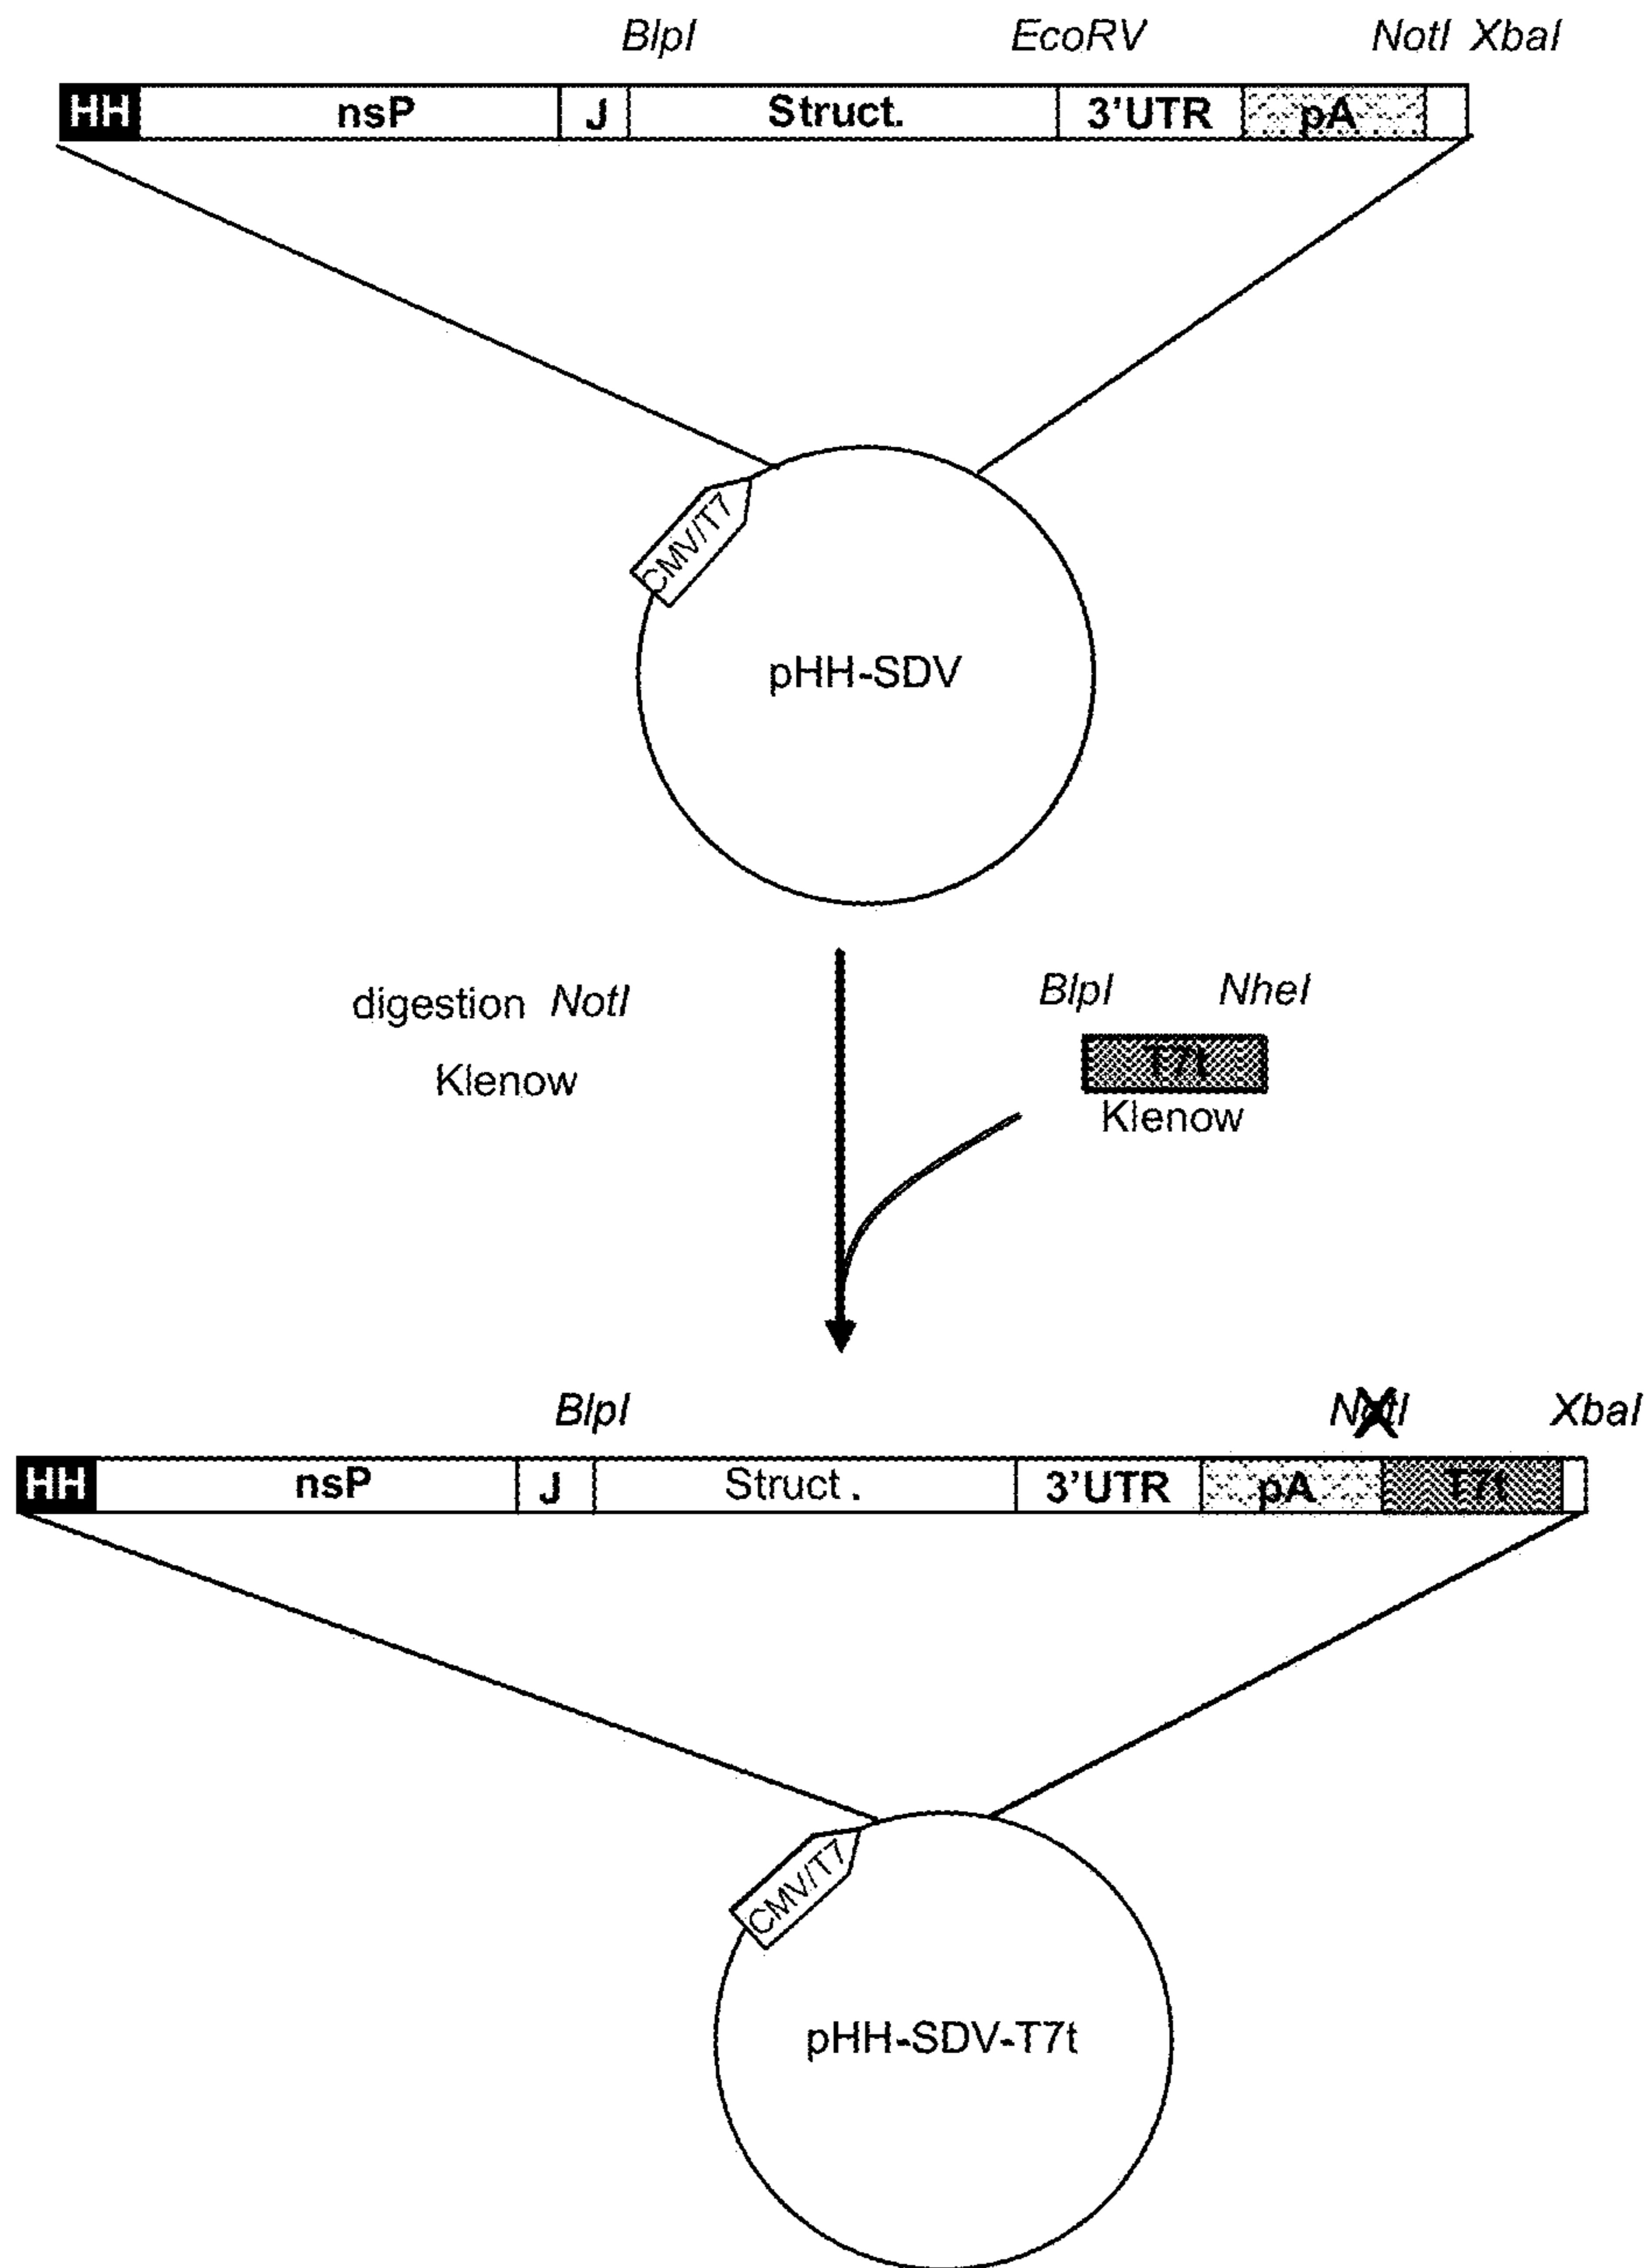 BlpI EcoRV NotI XbaI
HH nsP J Struct. 3'UTR pA
CMV/T7
pHH-SDV
digestion NotI
Klenow
BlpI NheI
T7t
Klenow
BlpI NotI XbaI
HH nsP J Struct . 3'UTR pA T7t
CMV/T7
pHH-SDV-T7t